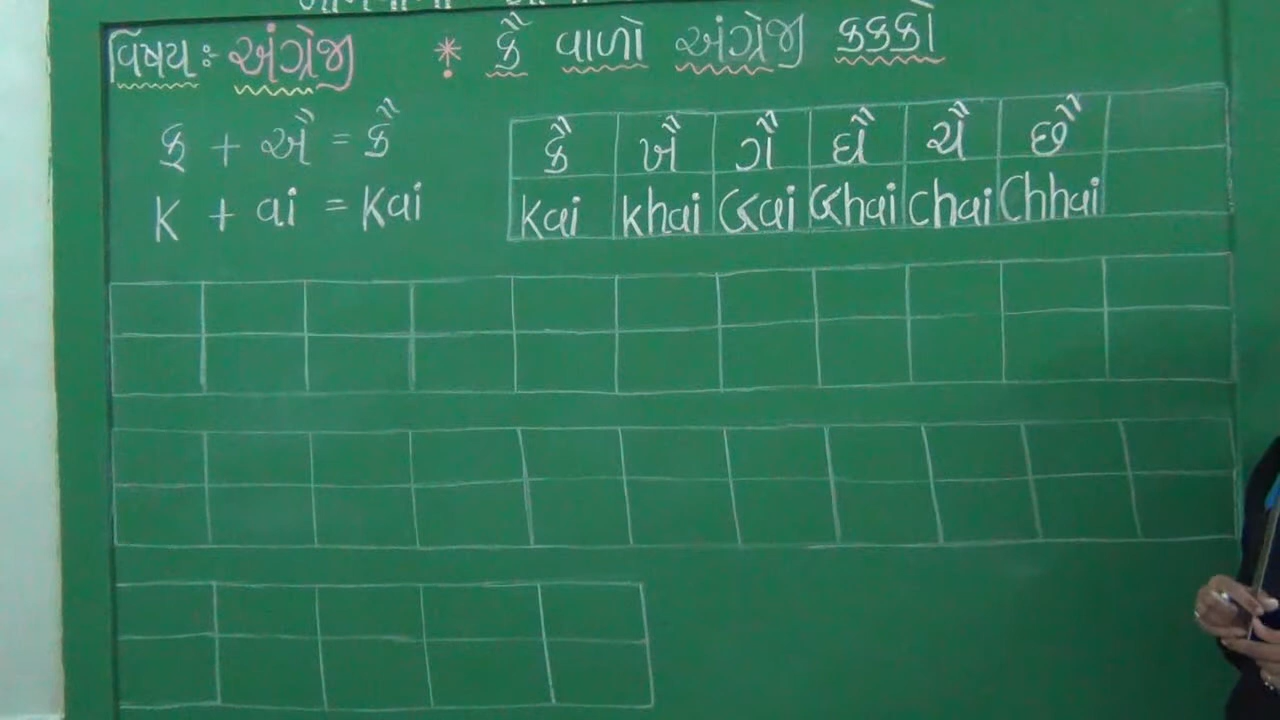 વિષય :- અંગ્રેજી * કૈ વાળો અંગ્રેજી કક્કો
ક + ઐ = કૈ
K + ai = Kai
કૈ ખૈ ગૈ ઘૈ ચૈ છૈ
Kai khai Gai Ghai chai Chhai